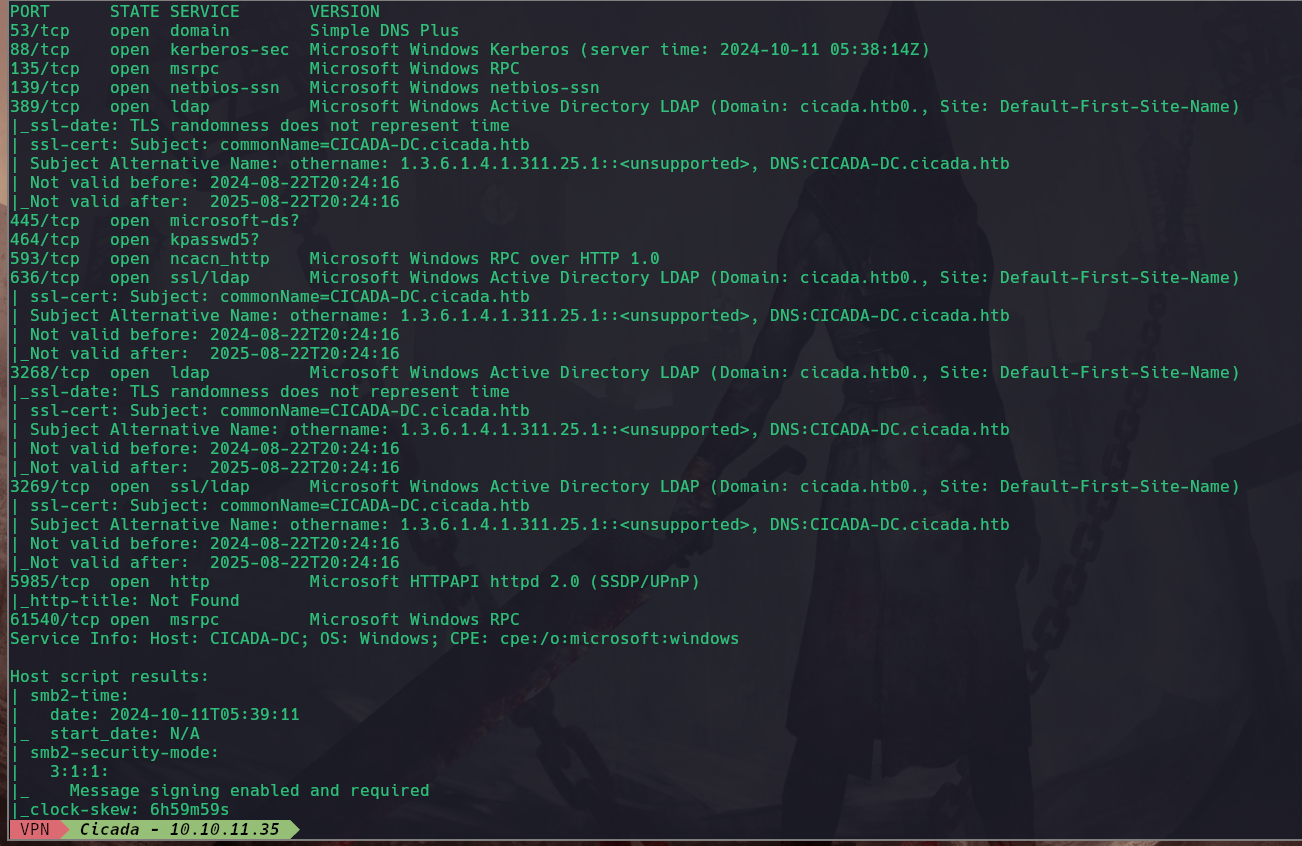 PORT      STATE SERVICE       VERSION
53/tcp    open  domain        Simple DNS Plus
88/tcp    open  kerberos-sec  Microsoft Windows Kerberos (server time: 2024-10-11 05:38:14Z)
135/tcp   open  msrpc         Microsoft Windows RPC
139/tcp   open  netbios-ssn   Microsoft Windows netbios-ssn
389/tcp   open  ldap          Microsoft Windows Active Directory LDAP (Domain: cicada.htb0., Site: Default-First-Site-Name)
|_ssl-date: TLS randomness does not represent time
| ssl-cert: Subject: commonName=CICADA-DC.cicada.htb
| Subject Alternative Name: othername: 1.3.6.1.4.1.311.25.1::<unsupported>, DNS:CICADA-DC.cicada.htb
| Not valid before: 2024-08-22T20:24:16
|_Not valid after:  2025-08-22T20:24:16
445/tcp   open  microsoft-ds?
464/tcp   open  kpasswd5?
593/tcp   open  ncacn_http    Microsoft Windows RPC over HTTP 1.0
636/tcp   open  ssl/ldap      Microsoft Windows Active Directory LDAP (Domain: cicada.htb0., Site: Default-First-Site-Name)
| ssl-cert: Subject: commonName=CICADA-DC.cicada.htb
| Subject Alternative Name: othername: 1.3.6.1.4.1.311.25.1::<unsupported>, DNS:CICADA-DC.cicada.htb
| Not valid before: 2024-08-22T20:24:16
|_Not valid after:  2025-08-22T20:24:16
3268/tcp  open  ldap          Microsoft Windows Active Directory LDAP (Domain: cicada.htb0., Site: Default-First-Site-Name)
|_ssl-date: TLS randomness does not represent time
| ssl-cert: Subject: commonName=CICADA-DC.cicada.htb
| Subject Alternative Name: othername: 1.3.6.1.4.1.311.25.1::<unsupported>, DNS:CICADA-DC.cicada.htb
| Not valid before: 2024-08-22T20:24:16
|_Not valid after:  2025-08-22T20:24:16
3269/tcp  open  ssl/ldap      Microsoft Windows Active Directory LDAP (Domain: cicada.htb0., Site: Default-First-Site-Name)
| ssl-cert: Subject: commonName=CICADA-DC.cicada.htb
| Subject Alternative Name: othername: 1.3.6.1.4.1.311.25.1::<unsupported>, DNS:CICADA-DC.cicada.htb
| Not valid before: 2024-08-22T20:24:16
|_Not valid after:  2025-08-22T20:24:16
5985/tcp  open  http          Microsoft HTTPAPI httpd 2.0 (SSDP/UPnP)
|_http-title: Not Found
61540/tcp open  msrpc         Microsoft Windows RPC
Service Info: Host: CICADA-DC; OS: Windows; CPE: cpe:/o:microsoft:windows

Host script results:
| smb2-time:
|   date: 2024-10-11T05:39:11
|_  start_date: N/A
| smb2-security-mode:
|   3:1:1:
|_    Message signing enabled and required
|_clock-skew: 6h59m59s
VPN Cicada - 10.10.11.35